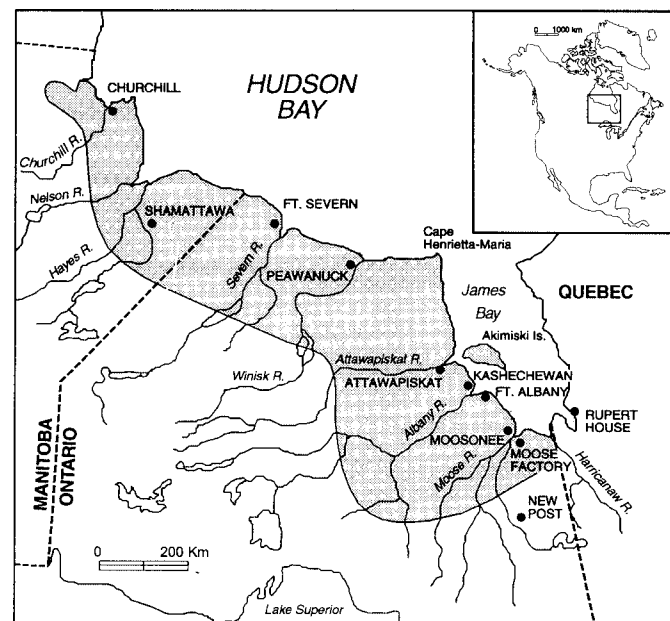 0 1000 km
CHURCHILL
HUDSON
BAY
Churchill R.
Nelson R.
SHAMATTAWA
FT. SEVERN
Hayes R.
Severn R.
PEAWANUCK
Cape
Henrietta-Maria
James
Bay
QUEBEC
Akimiski Is.
Attawapiskat R.
Winisk R.
ATTAWAPISKAT
KASHECHEWAN
FT. ALBANY
Albany R.
RUPERT
HOUSE
MOOSONEE
MOOSE
FACTORY
Moose R.
Harricanaw R.
MANITOBA
ONTARIO
NEW
POST
0 200 Km
Lake Superior